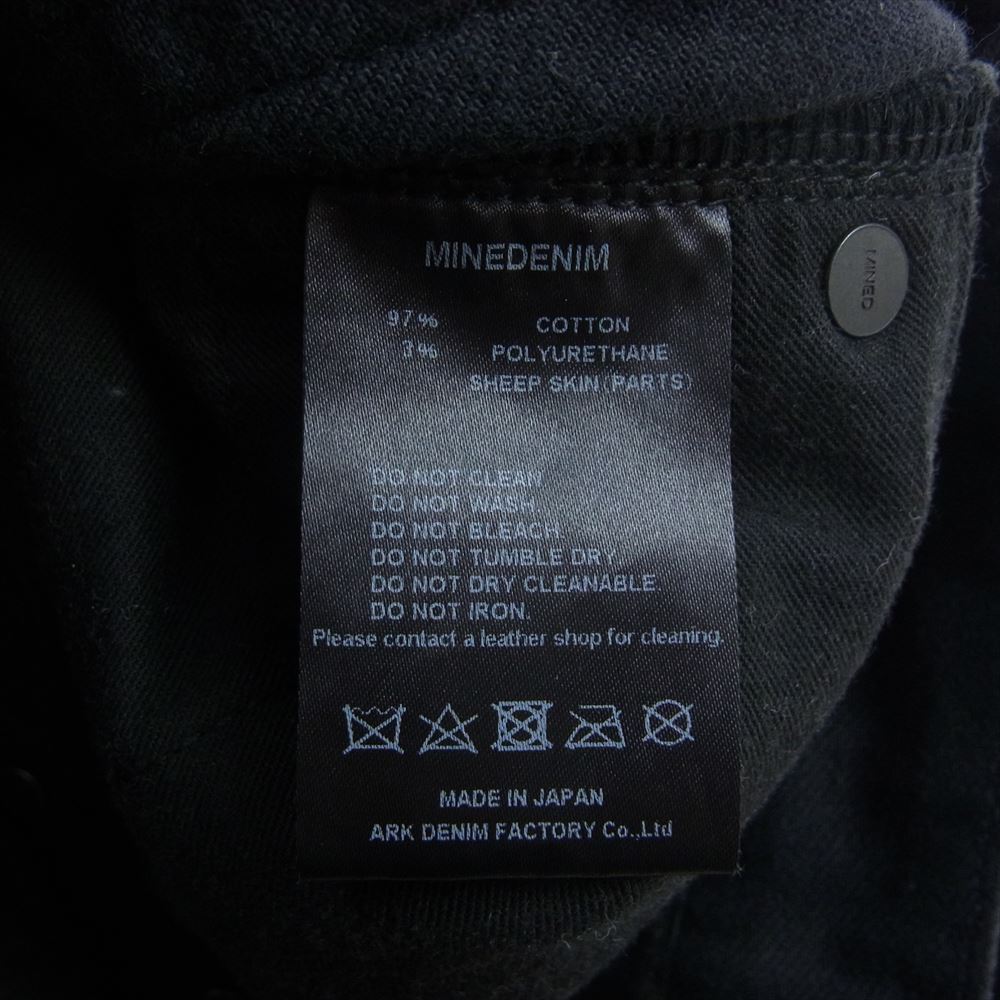 MINEDENIM
MINED
97% COTTON
3% POLYURETHANE
SHEEP SKIN(PARTS)
DO NOT CLEAN
DO NOT WASH.
DO NOT BLEACH.
DO NOT TUMBLE DRY.
DO NOT DRY CLEANABLE.
DO NOT IRON.
Please contact a leather shop for cleaning.
MADE IN JAPAN
ARK DENIM FACTORY Co.,Ltd